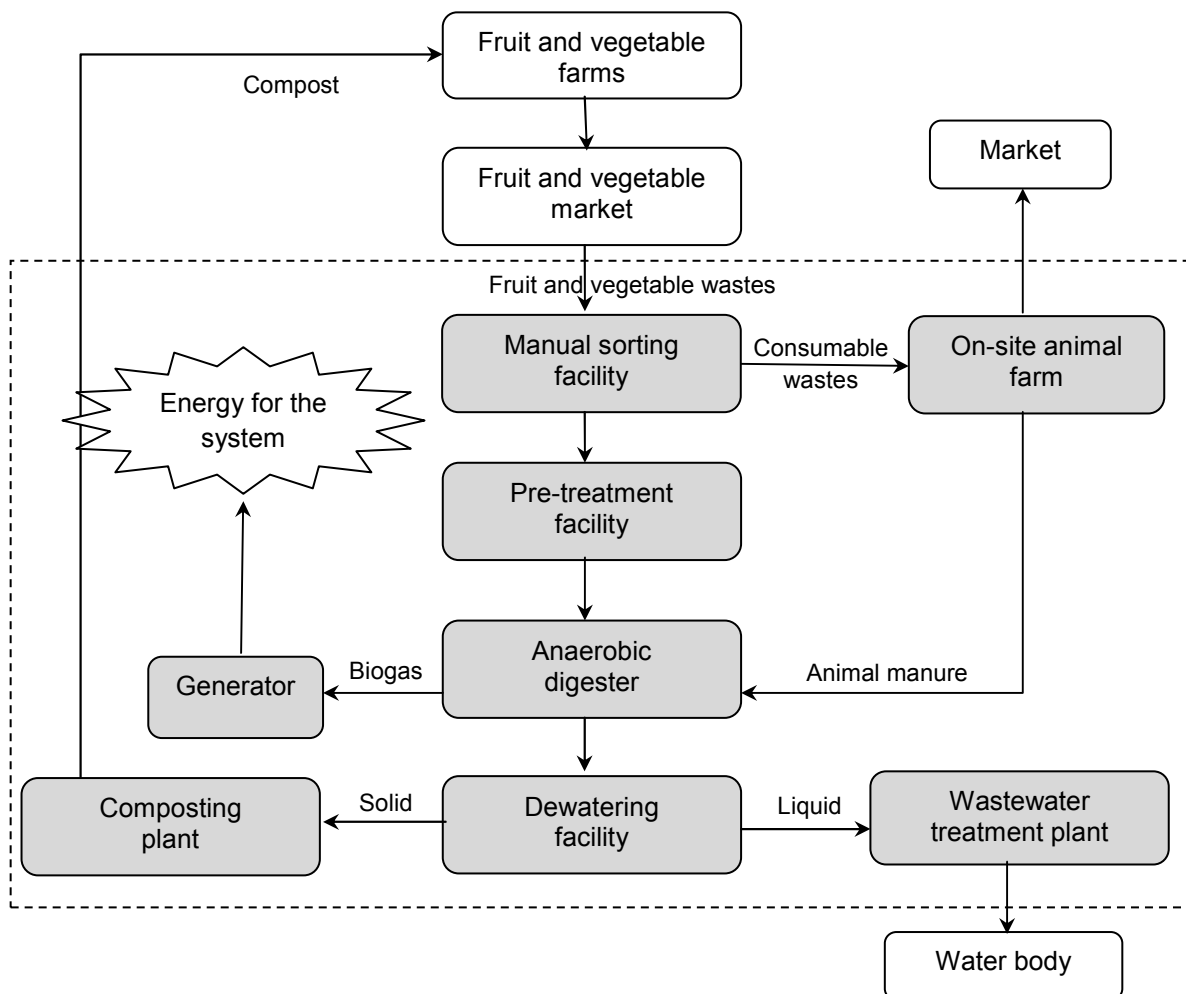 Fruit and vegetable
farms
Compost
Market
Fruit and vegetable
market
Fruit and vegetable wastes
Manual sorting
facility
Consumable
wastes
On-site animal
farm
Energy for the
system
Pre-treatment
facility
Anaerobic
digester
Biogas
Generator
Animal manure
Dewatering
facility
Solid
Composting
plant
Liquid
Wastewater
treatment plant
Water body